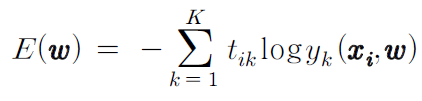 E(w) = − ∑_{k = 1}^{K} t_{ik} log y_k (x_i, w)